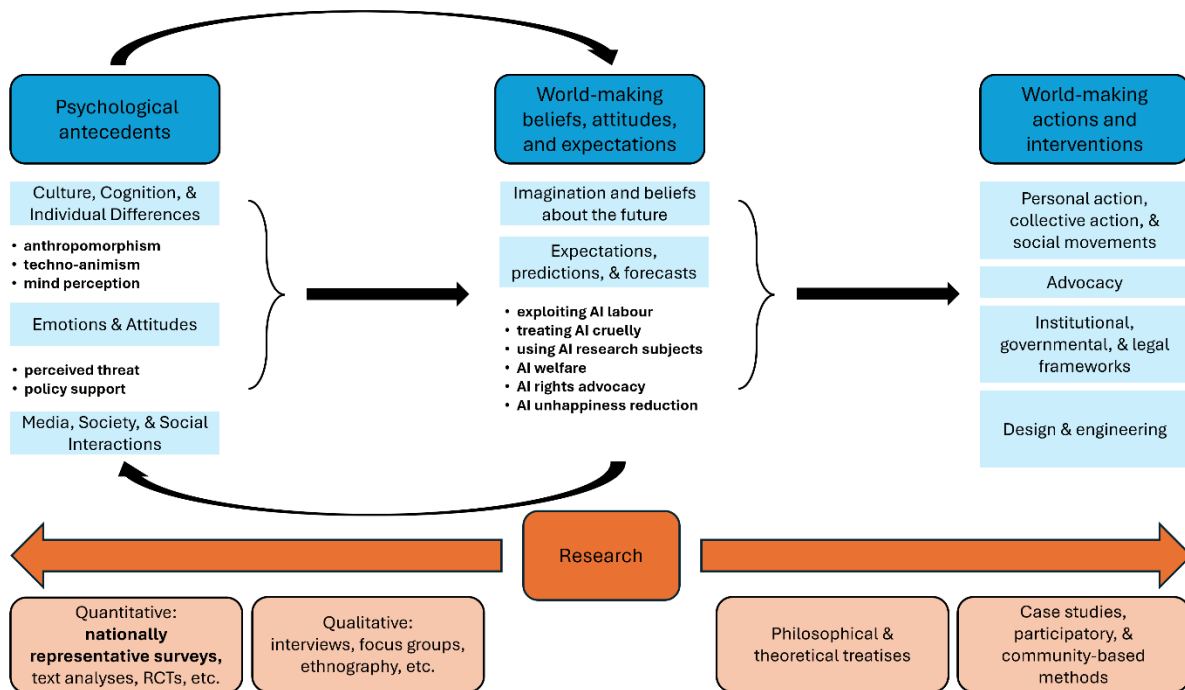 Psychological
antecedents
Culture, Cognition, &
Individual Differences
• anthropomorphism
• techno-animism
• mind perception
Emotions & Attitudes
• perceived threat
• policy support
Media, Society, & Social
Interactions
World-making
beliefs, attitudes,
and expectations
Imagination and beliefs
about the future
Expectations,
predictions, & forecasts
• exploiting AI labour
• treating AI cruelly
• using AI research subjects
• AI welfare
• AI rights advocacy
• AI unhappiness reduction
World-making
actions and
interventions
Personal action,
collective action, &
social movements
Advocacy
Institutional,
governmental, & legal
frameworks
Design & engineering
Research
Quantitative:
nationally
representative surveys,
text analyses, RCTs, etc.
Qualitative:
interviews, focus groups,
ethnography, etc.
Philosophical &
theoretical treatises
Case studies,
participatory, &
community-based
methods